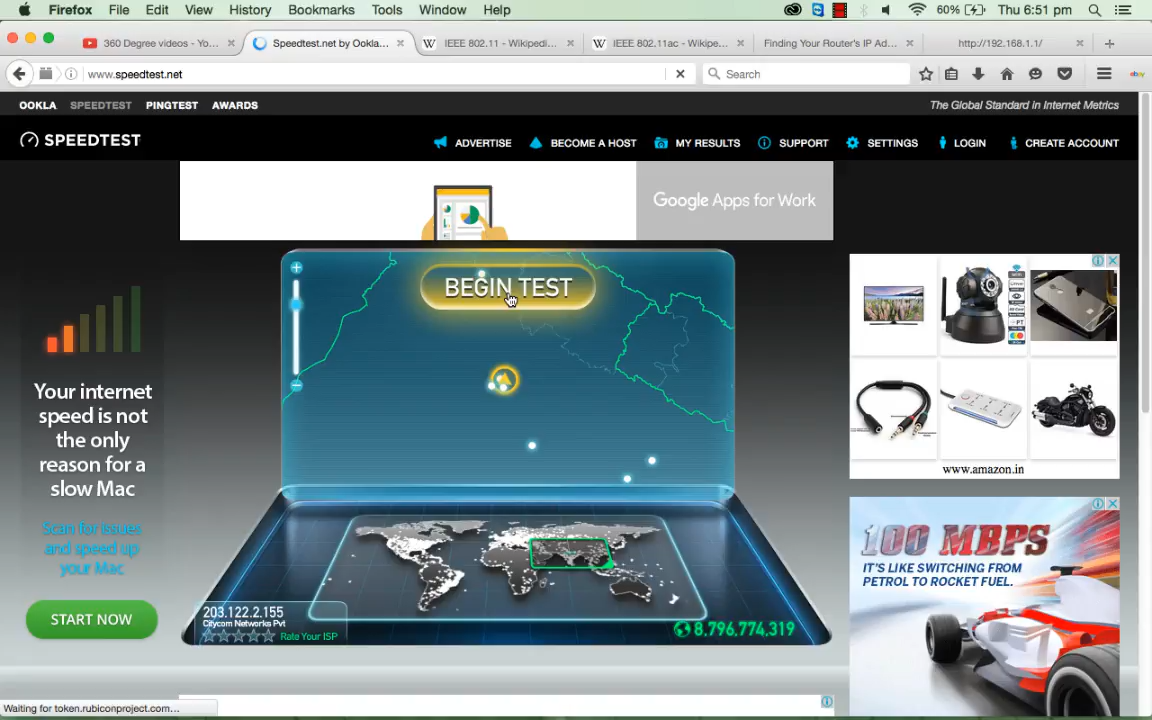 Firefox File Edit View History Bookmarks Tools Window Help 60% Thu 6:51 pm
360 Degree videos - Yo... Speedtest.net by Ookla... IEEE 802.11 - Wikipedi... IEEE 802.11ac - Wikipe... Finding Your Router's IP Ad... http://192.168.1.1/
www.speedtest.net Search ebay
OOKLA SPEEDTEST PINGTEST AWARDS The Global Standard in Internet Metrics
SPEEDTEST ADVERTISE BECOME A HOST MY RESULTS SUPPORT SETTINGS LOGIN CREATE ACCOUNT
Google Apps for Work
BEGIN TEST
Your internet
speed is not
the only
reason for a
slow Mac
Scan for issues
and speed up
your Mac
START NOW
203.122.2.155
Citycom Networks Pvt
Rate Your ISP
8,796,774,319
www.amazon.in
100 MBPS
IT'S LIKE SWITCHING FROM
PETROL TO ROCKET FUEL.
Waiting for token.rubiconproject.com...